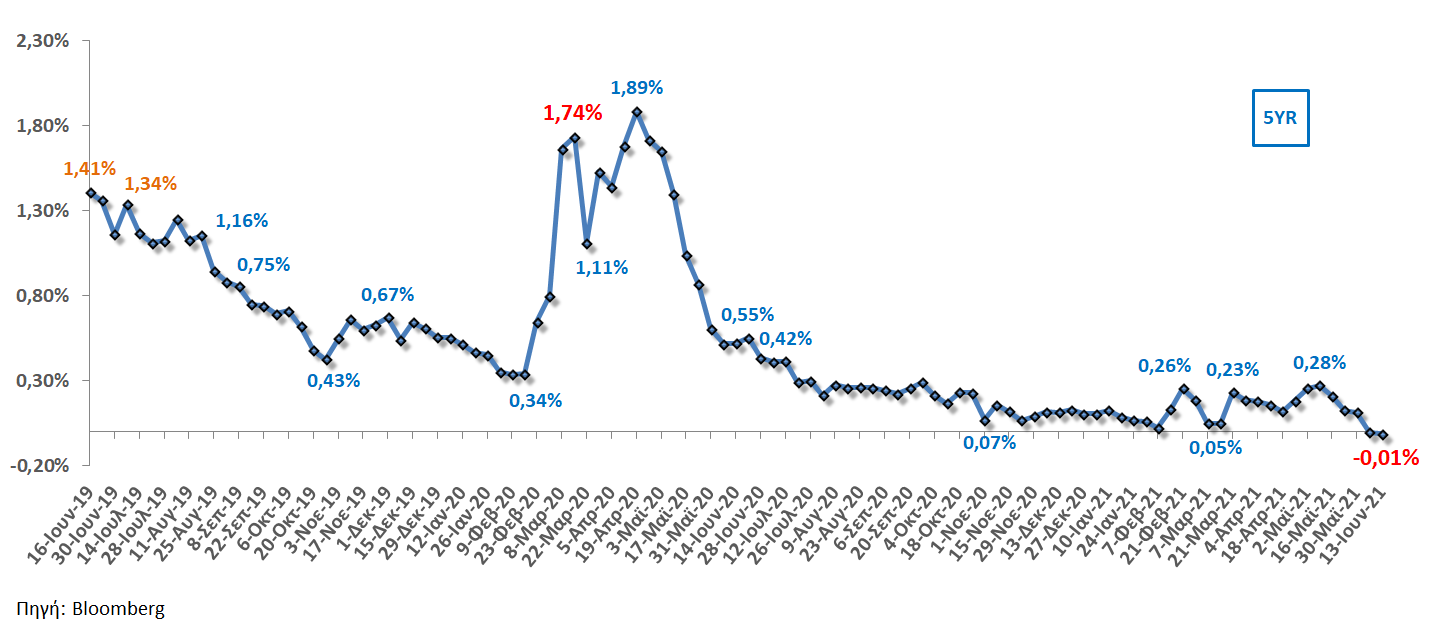 2,30%
1,80%
1,30%
0,80%
0,30%
-0,20%
1,41%
1,34%
1,16%
0,75%
0,43%
0,67%
0,34%
1,74%
1,11%
1,89%
0,55%
0,42%
0,07%
0,26%
0,05%
0,23%
0,28%
-0,01%
5YR
16-Ιουν-19
30-Ιουν-19
14-Ιουλ-19
28-Ιουλ-19
11-Αυγ-19
25-Αυγ-19
8-Σεπ-19
22-Σεπ-19
6-Οκτ-19
20-Οκτ-19
3-Νοε-19
17-Νοε-19
1-Δεκ-19
15-Δεκ-19
29-Δεκ-19
12-Ιαν-20
26-Ιαν-20
9-Φεβ-20
23-Φεβ-20
8-Μαρ-20
22-Μαρ-20
5-Απρ-20
19-Απρ-20
3-Μαϊ-20
17-Μαϊ-20
31-Μαϊ-20
14-Ιουν-20
28-Ιουν-20
12-Ιουλ-20
26-Ιουλ-20
9-Αυγ-20
23-Αυγ-20
6-Σεπ-20
20-Σεπ-20
4-Οκτ-20
18-Οκτ-20
1-Νοε-20
15-Νοε-20
29-Νοε-20
13-Δεκ-20
27-Δεκ-20
10-Ιαν-21
24-Ιαν-21
7-Φεβ-21
21-Φεβ-21
7-Μαρ-21
21-Μαρ-21
4-Απρ-21
18-Απρ-21
2-Μαϊ-21
16-Μαϊ-21
30-Μαϊ-21
13-Ιουν-21
Πηγή: Bloomberg